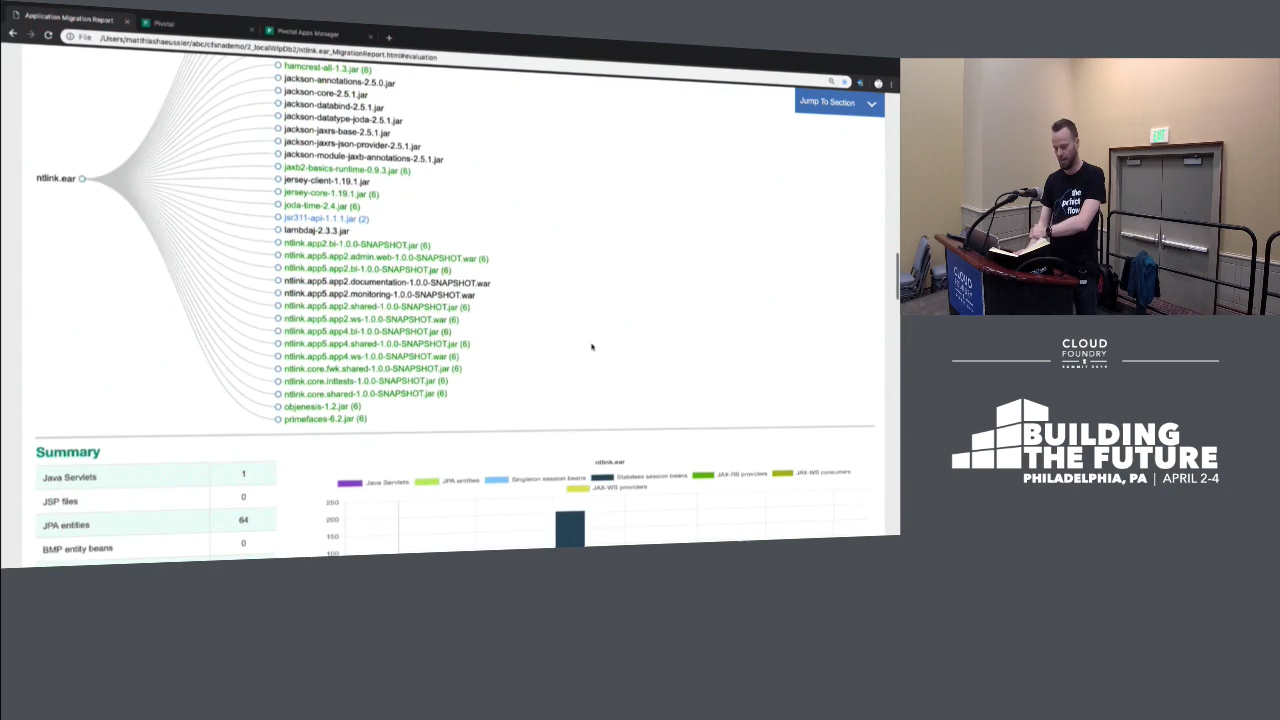 Application Migration Report
Pivotal
Pivotal Apps Manager
File /Users/matthiashaeussler/abc/cfsnademo/2_localWlpDb2/ntlink.ear_MigrationReport.html#evaluation
Jump To Section
hamcrest-all-1.3.jar (6)
jackson-annotations-2.5.0.jar
jackson-core-2.5.1.jar
jackson-databind-2.5.1.jar
jackson-datatype-joda-2.5.1.jar
jackson-jaxrs-base-2.5.1.jar
jackson-jaxrs-json-provider-2.5.1.jar
jackson-module-jaxb-annotations-2.5.1.jar
jaxb2-basics-runtime-0.9.3.jar (6)
ntlink.ear
jersey-client-1.19.1.jar
jersey-core-1.19.1.jar (6)
joda-time-2.4.jar (6)
jsr311-api-1.1.1.jar (2)
lambdaj-2.3.3.jar
ntlink.app2.bl-1.0.0-SNAPSHOT.jar (6)
ntlink.app5.app2.admin.web-1.0.0-SNAPSHOT.war (6)
ntlink.app5.app2.bl-1.0.0-SNAPSHOT.jar (6)
ntlink.app5.app2.documentation-1.0.0-SNAPSHOT.war
ntlink.app5.app2.monitoring-1.0.0-SNAPSHOT.war
ntlink.app5.app2.shared-1.0.0-SNAPSHOT.jar (6)
ntlink.app5.app2.ws-1.0.0-SNAPSHOT.war (6)
ntlink.app5.app4.bl-1.0.0-SNAPSHOT.jar (6)
ntlink.app5.app4.shared-1.0.0-SNAPSHOT.jar (6)
ntlink.app5.app4.ws-1.0.0-SNAPSHOT.war (6)
ntlink.core.fwk.shared-1.0.0-SNAPSHOT.jar (6)
ntlink.core.inttests-1.0.0-SNAPSHOT.jar (6)
ntlink.core.shared-1.0.0-SNAPSHOT.jar (6)
objenesis-1.2.jar (6)
primefaces-6.2.jar (6)
Summary
Java Servlets 1
JSP files 0
JPA entities 64
BMP entity beans 0
ntlink.ear
Java Servlets JPA entities Singleton session beans Stateless session beans JAX-RS providers JAX-WS consumers
JAX-WS providers
250
200
150
100
EXIT
the
perfect
flow
CLOUD
FOUNDRY
CLOUD
FOUNDRY
SUMMIT 2019
BUILDING
THE FUTURE
PHILADELPHIA, PA | APRIL 2-4